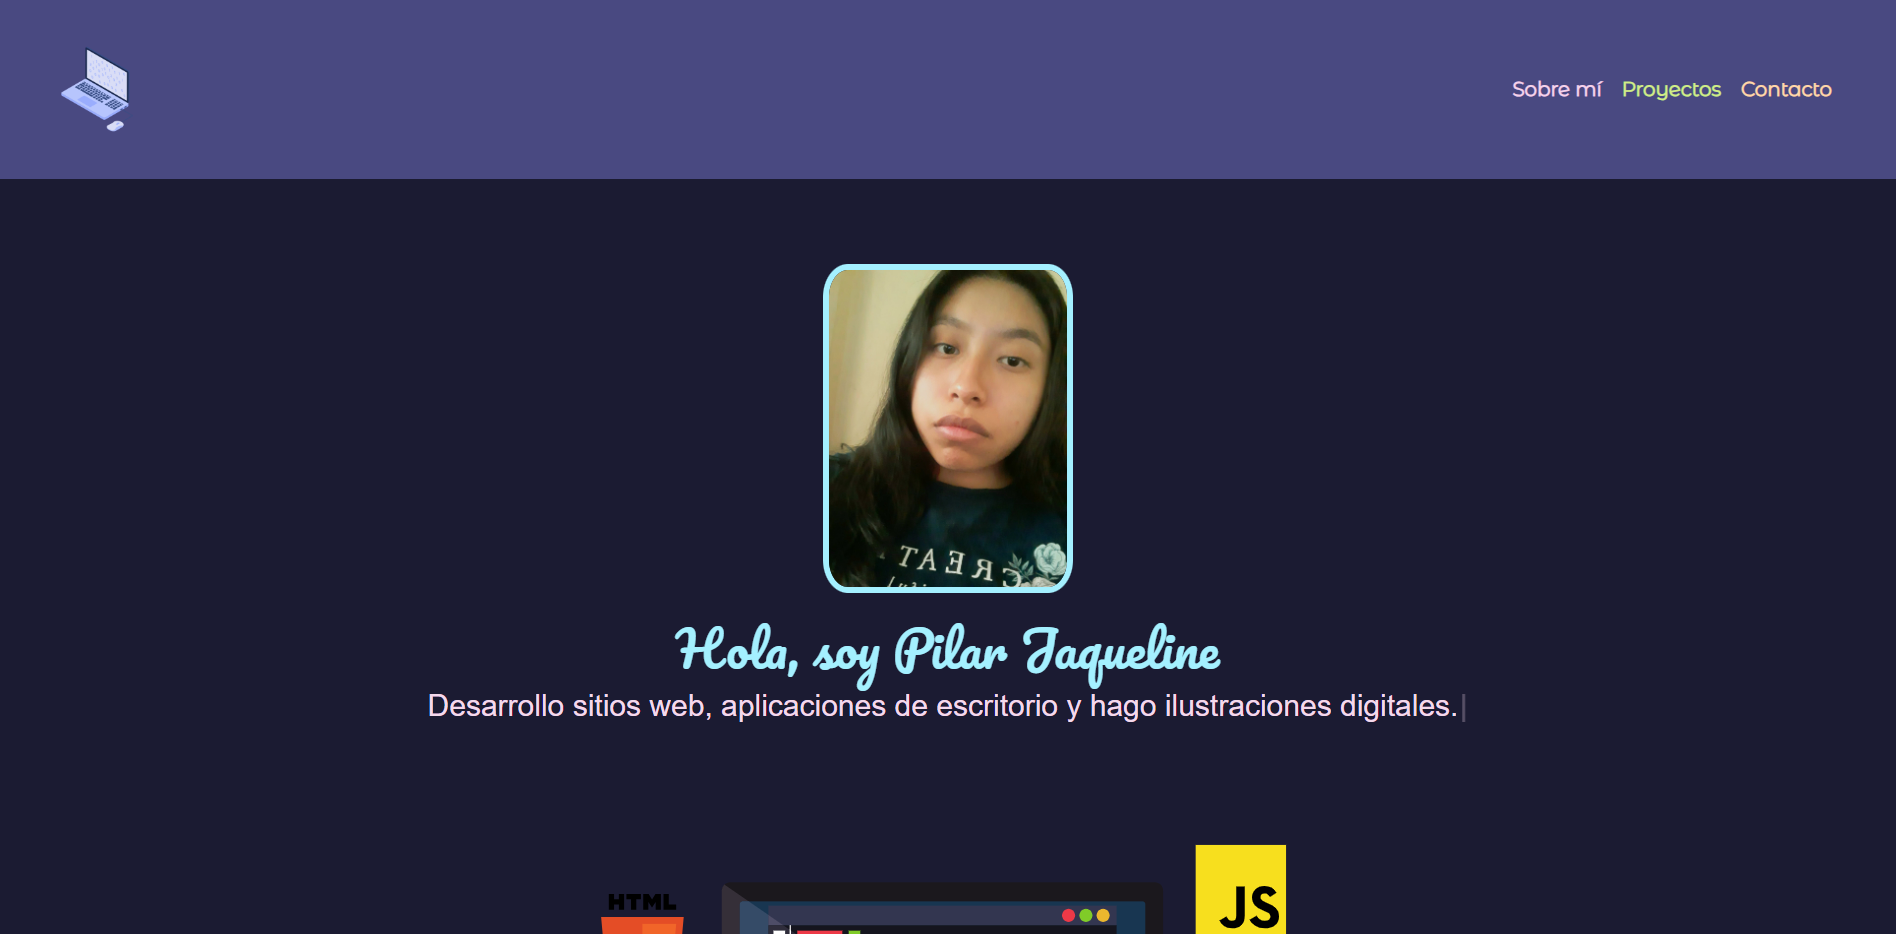 Sobre mí Proyectos Contacto
CREAT
Hola, soy Pilar Jaqueline
Desarrollo sitios web, aplicaciones de escritorio y hago ilustraciones digitales.
HTML
JS